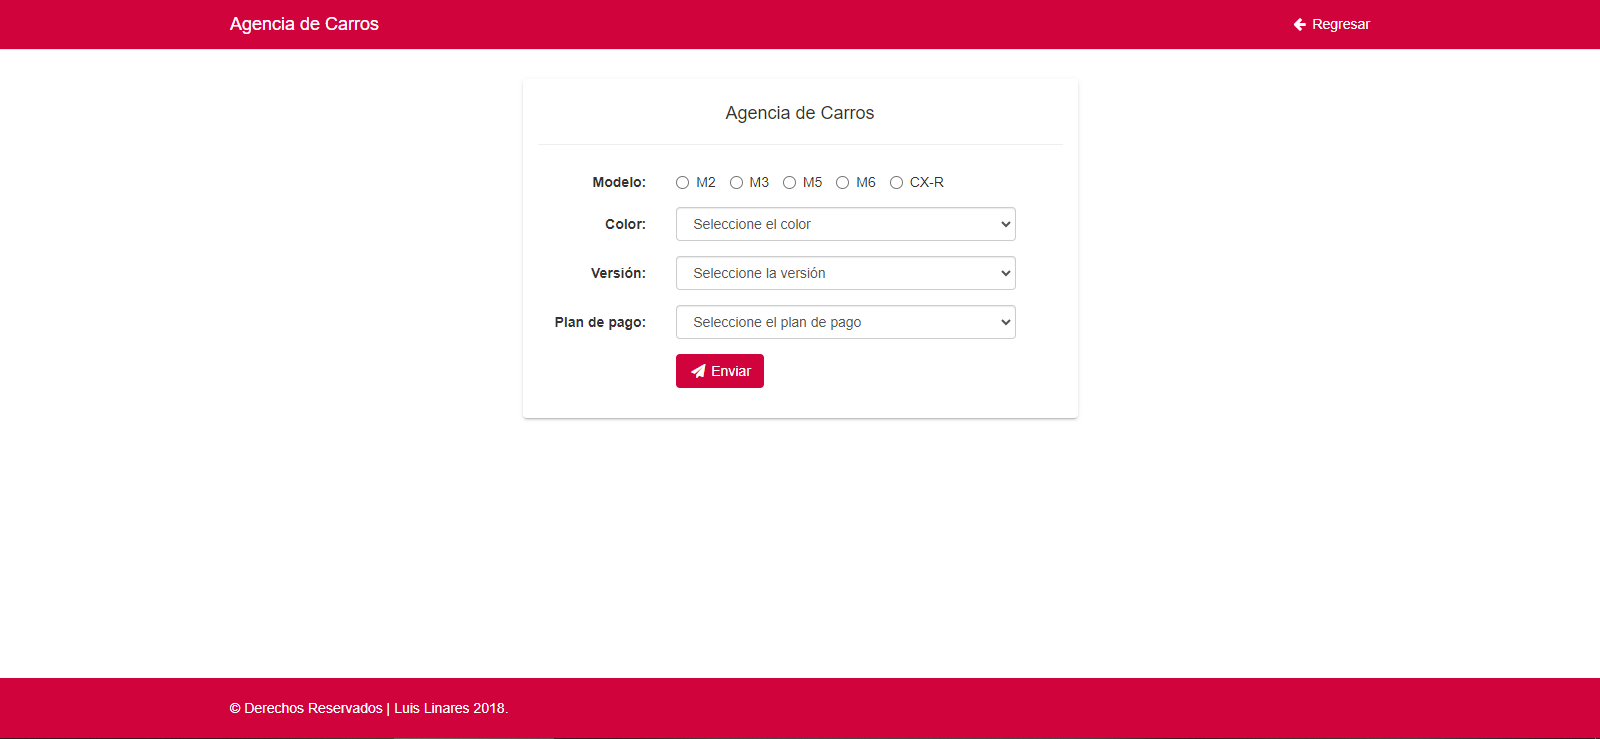 Agencia de Carros Regresar
Agencia de Carros
Modelo: M2 M3 M5 M6 CX-R
Color: Seleccione el color
Versión: Seleccione la versión
Plan de pago: Seleccione el plan de pago
Enviar
© Derechos Reservados | Luis Linares 2018.